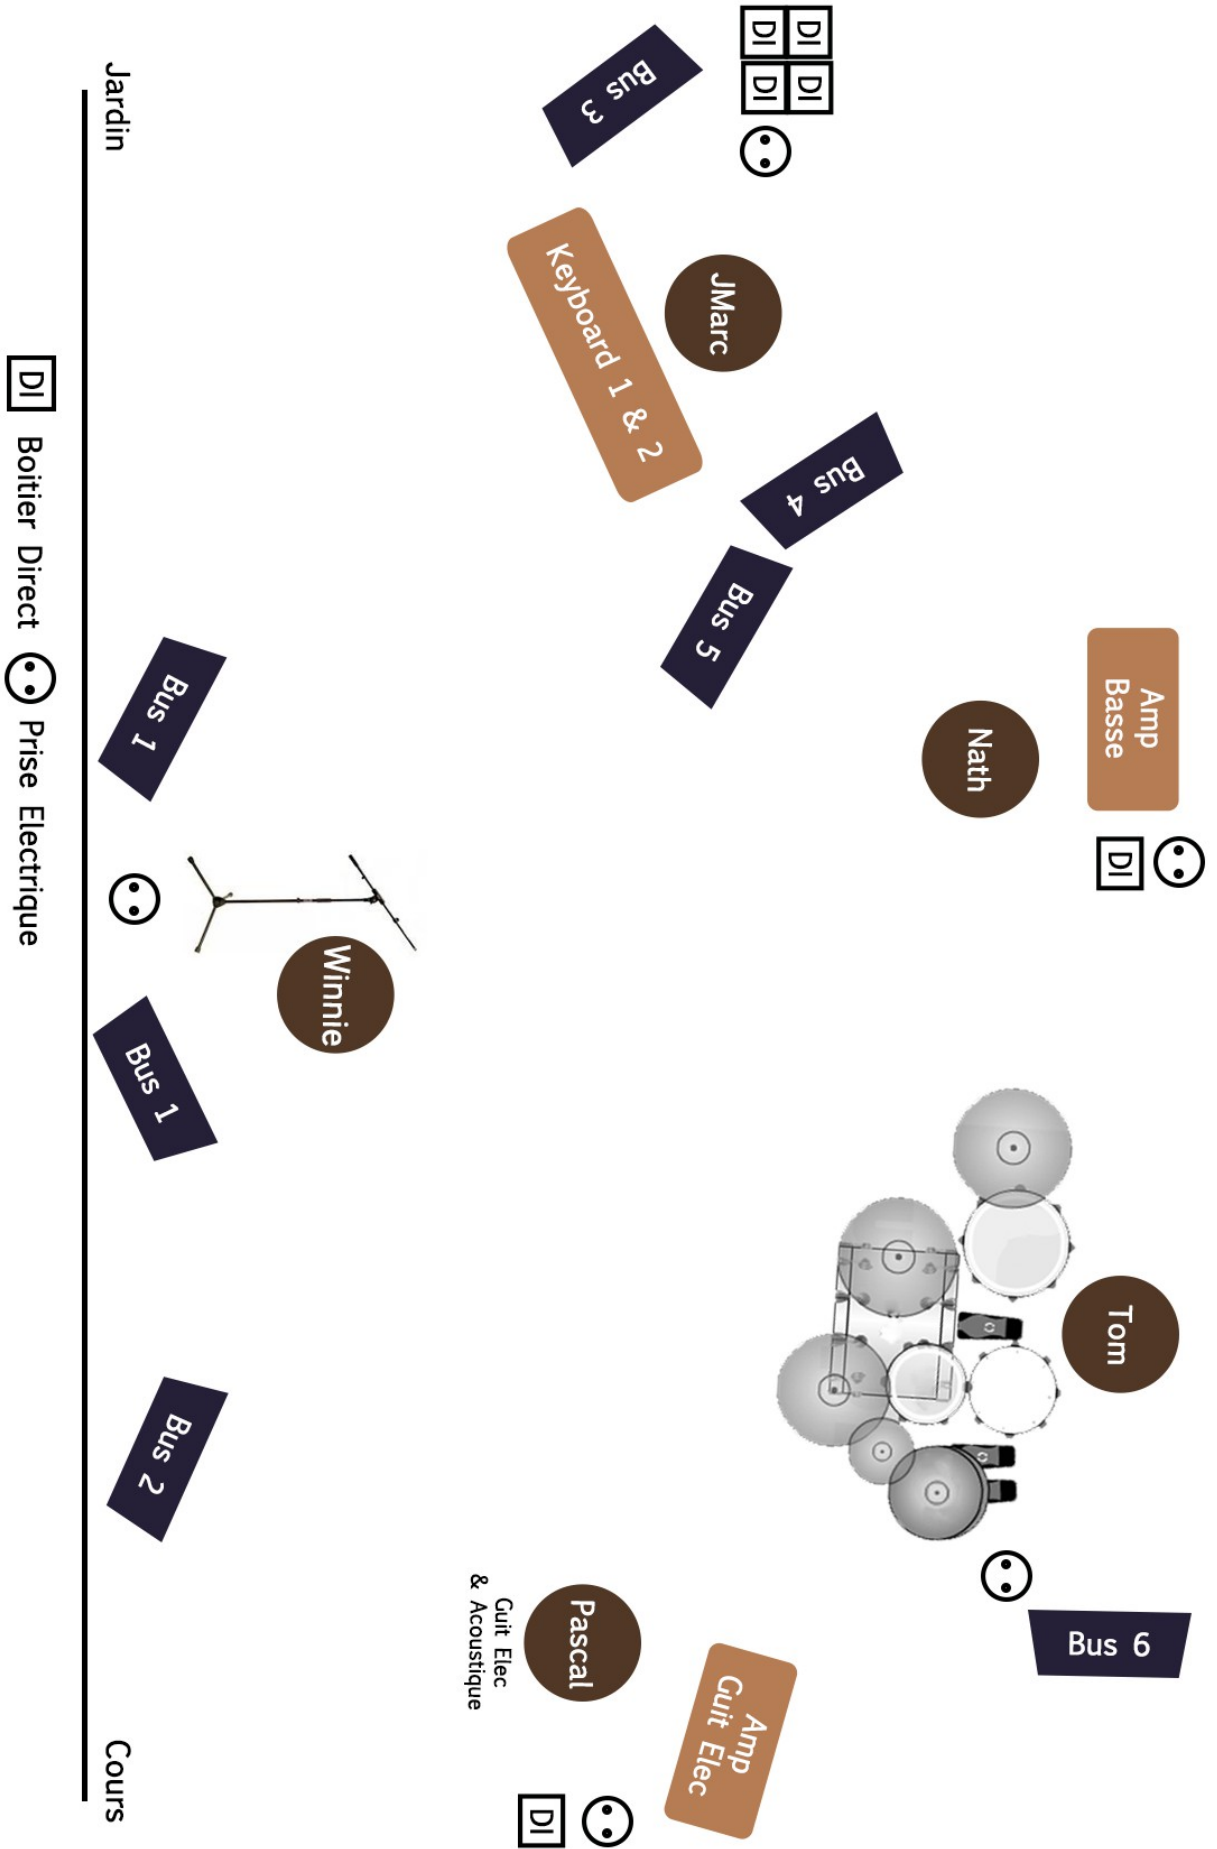 DI
DI
DI
DI
Bus 3
JMarc
Keyboard 1 & 2
Bus 4
Bus 5
Amp
Basse
Nath
DI
Tom
Bus 6
Winnie
Pascal
Guit Elec
& Acoustique
Amp
Guit Elec
DI
Bus 1
Bus 1
Bus 2
Jardin
Cours
DI Boitier Direct Prise Electrique